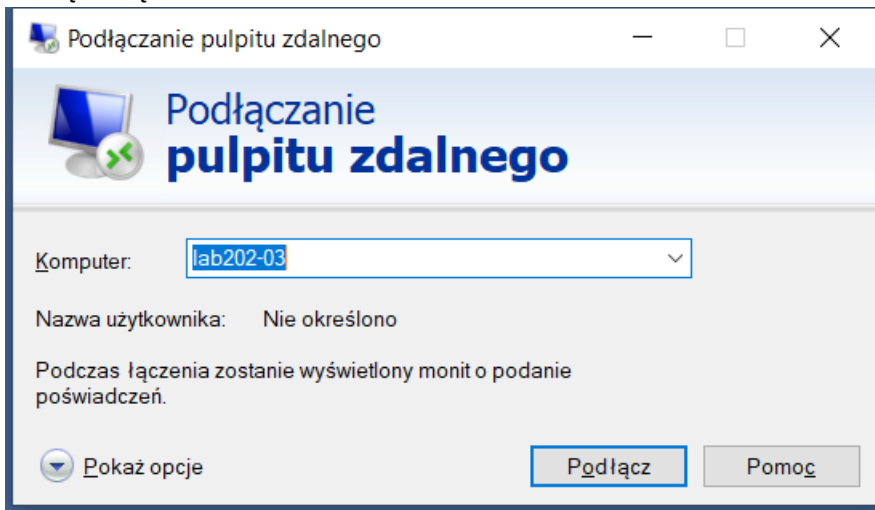 Podłączanie pulpitu zdalnego
Podłączanie
pulpitu zdalnego
Komputer: lab202-03
Nazwa użytkownika: Nie określono
Podczas łączenia zostanie wyświetlony monit o podanie
poświadczeń.
Pokaż opcje Podłącz Pomoc